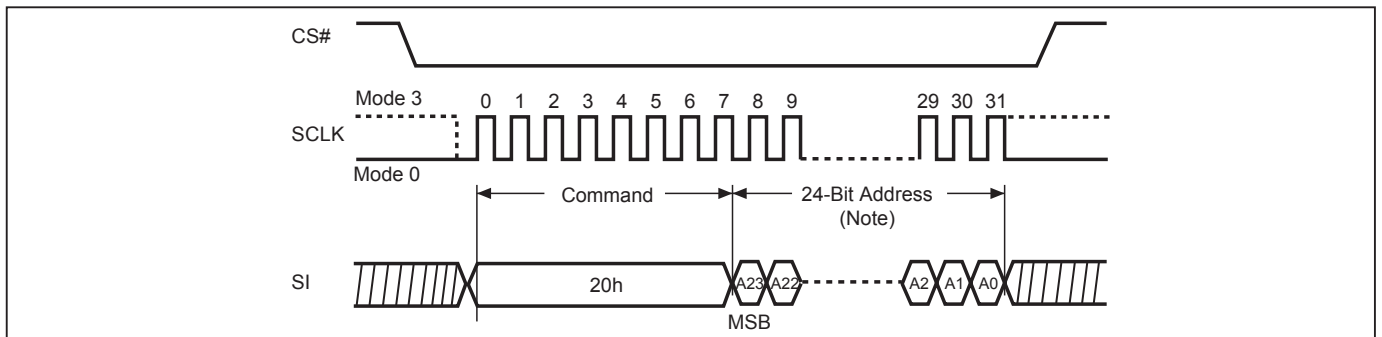 CS#
Mode 3
0 1 2 3 4 5 6 7 8 9 29 30 31
SCLK
Mode 0
Command
24-Bit Address
(Note)
SI
20h
A23 A22 A2 A1 A0
MSB